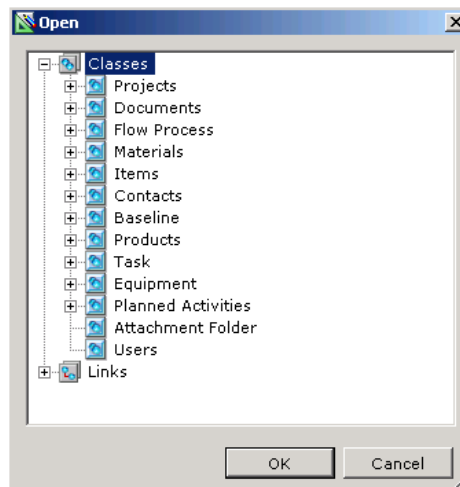 Open
Classes
Projects
Documents
Flow Process
Materials
Items
Contacts
Baseline
Products
Task
Equipment
Planned Activities
Attachment Folder
Users
Links
OK Cancel